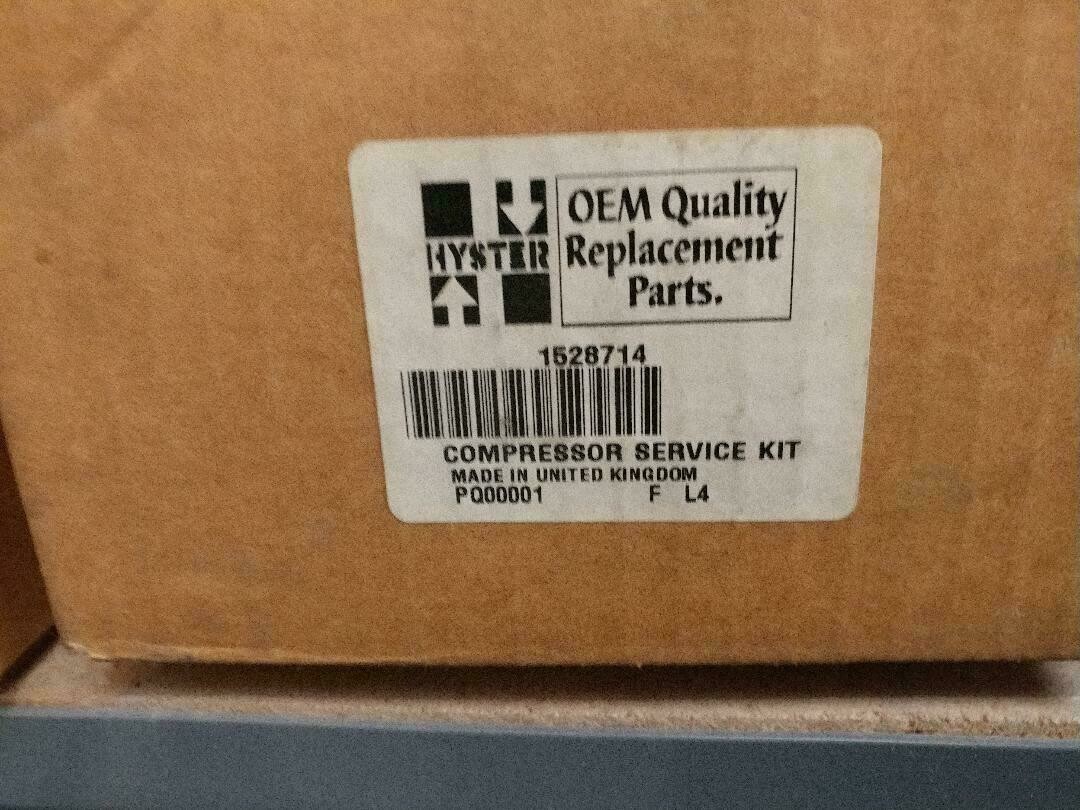 HYSTER
OEM Quality
Replacement
Parts.
1528714
COMPRESSOR SERVICE KIT
MADE IN UNITED KINGDOM
PQ00001 F L4